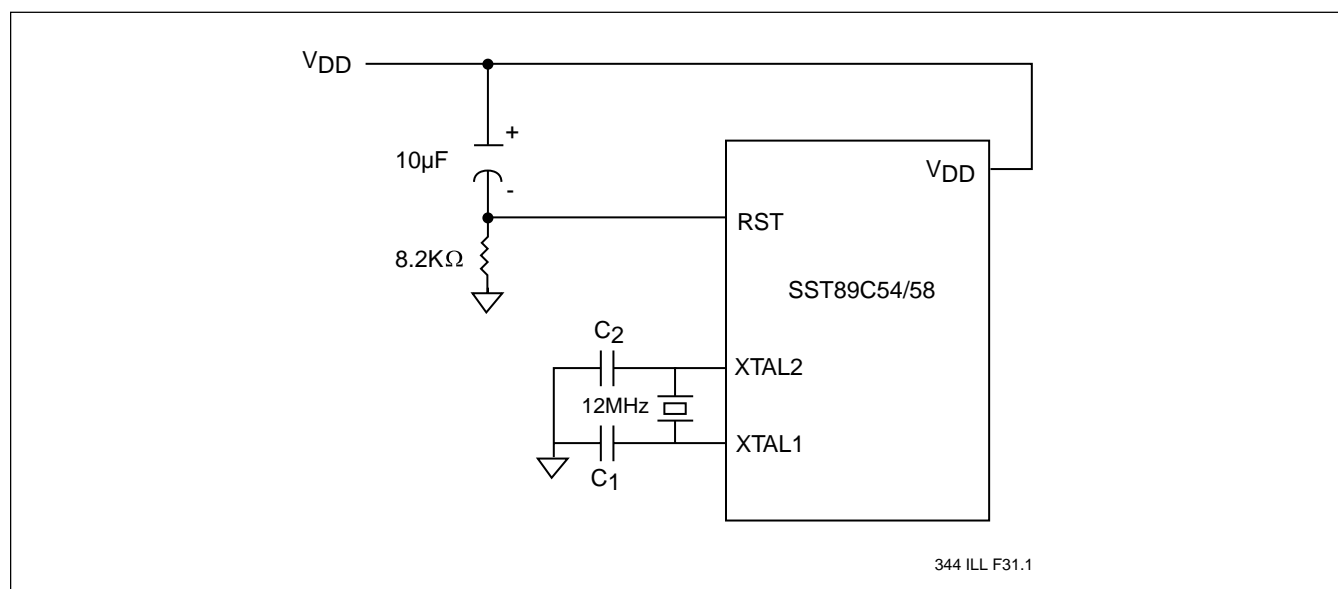 VDD
+
10µF
-
VDD
RST
8.2KΩ
SST89C54/58
C2
XTAL2
12MHz
XTAL1
C1
344 ILL F31.1